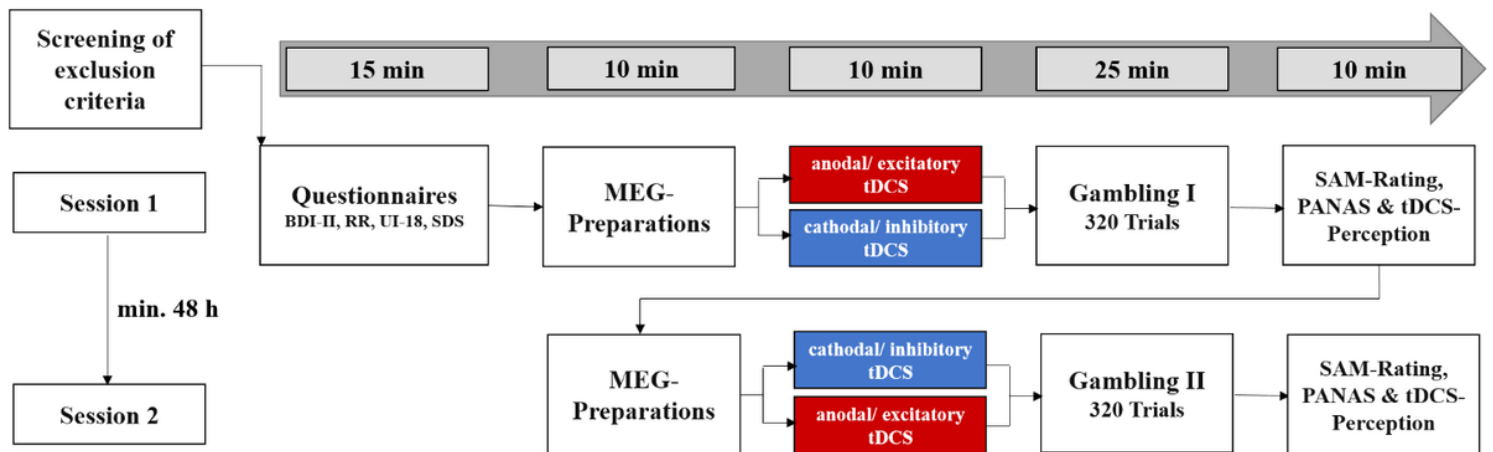 Screening of
exclusion
criteria
15 min
10 min
10 min
25 min
10 min
Session 1
Questionnaires
BDI-II, RR, UI-18, SDS
MEG-
Preparations
anodal/ excitatory
tDCS
cathodal/ inhibitory
tDCS
Gambling I
320 Trials
SAM-Rating,
PANAS & tDCS-
Perception
min. 48 h
Session 2
MEG-
Preparations
cathodal/ inhibitory
tDCS
anodal/ excitatory
tDCS
Gambling II
320 Trials
SAM-Rating,
PANAS & tDCS-
Perception